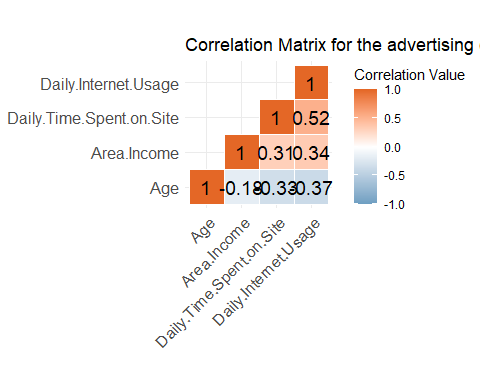 Correlation Matrix for the advertising
Correlation Value
Daily.Internet.Usage
1
1.0
Daily.Time.Spent.on.Site
1 0.52
0.5
Area.Income
1 0.31 0.34
0.0
-0.5
Age
1 -0.33 -0.37
-1.0
Age
Area.Income
Daily.Time.Spent.on.Site
Daily.Internet.Usage